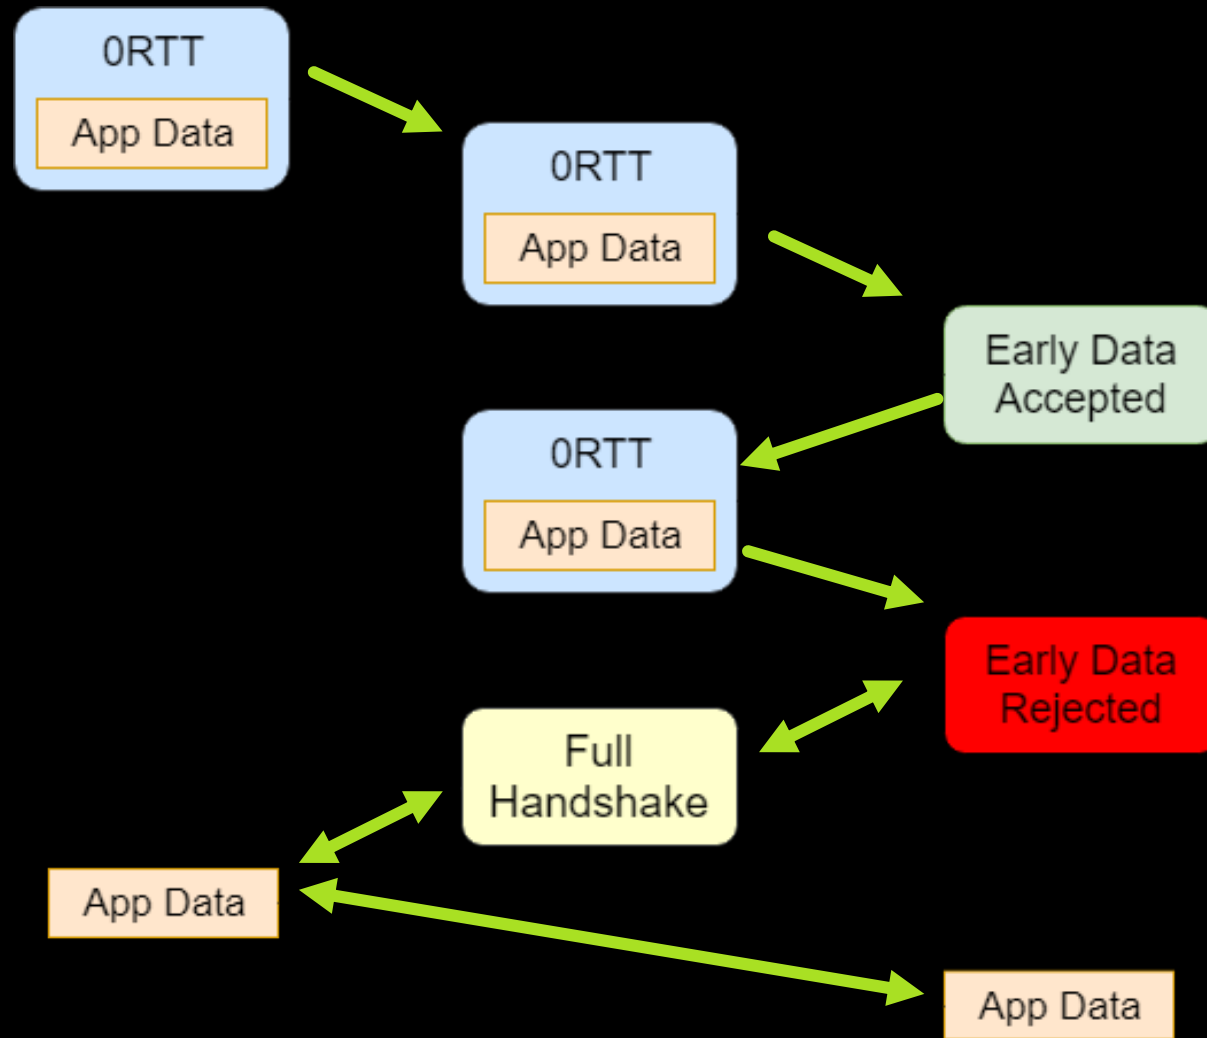 0RTT
App Data
0RTT
App Data
Early Data
Accepted
0RTT
App Data
Early Data
Rejected
Full
Handshake
App Data
App Data